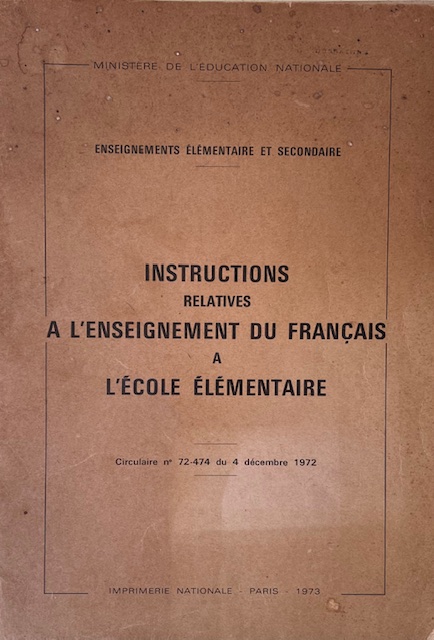 MINISTÈRE DE L'ÉDUCATION NATIONALE
ENSEIGNEMENTS ÉLÉMENTAIRE ET SECONDAIRE
INSTRUCTIONS
RELATIVES
A L'ENSEIGNEMENT DU FRANÇAIS
A
L'ÉCOLE ÉLÉMENTAIRE
Circulaire n° 72-474 du 4 décembre 1972
IMPRIMERIE NATIONALE - PARIS - 1973